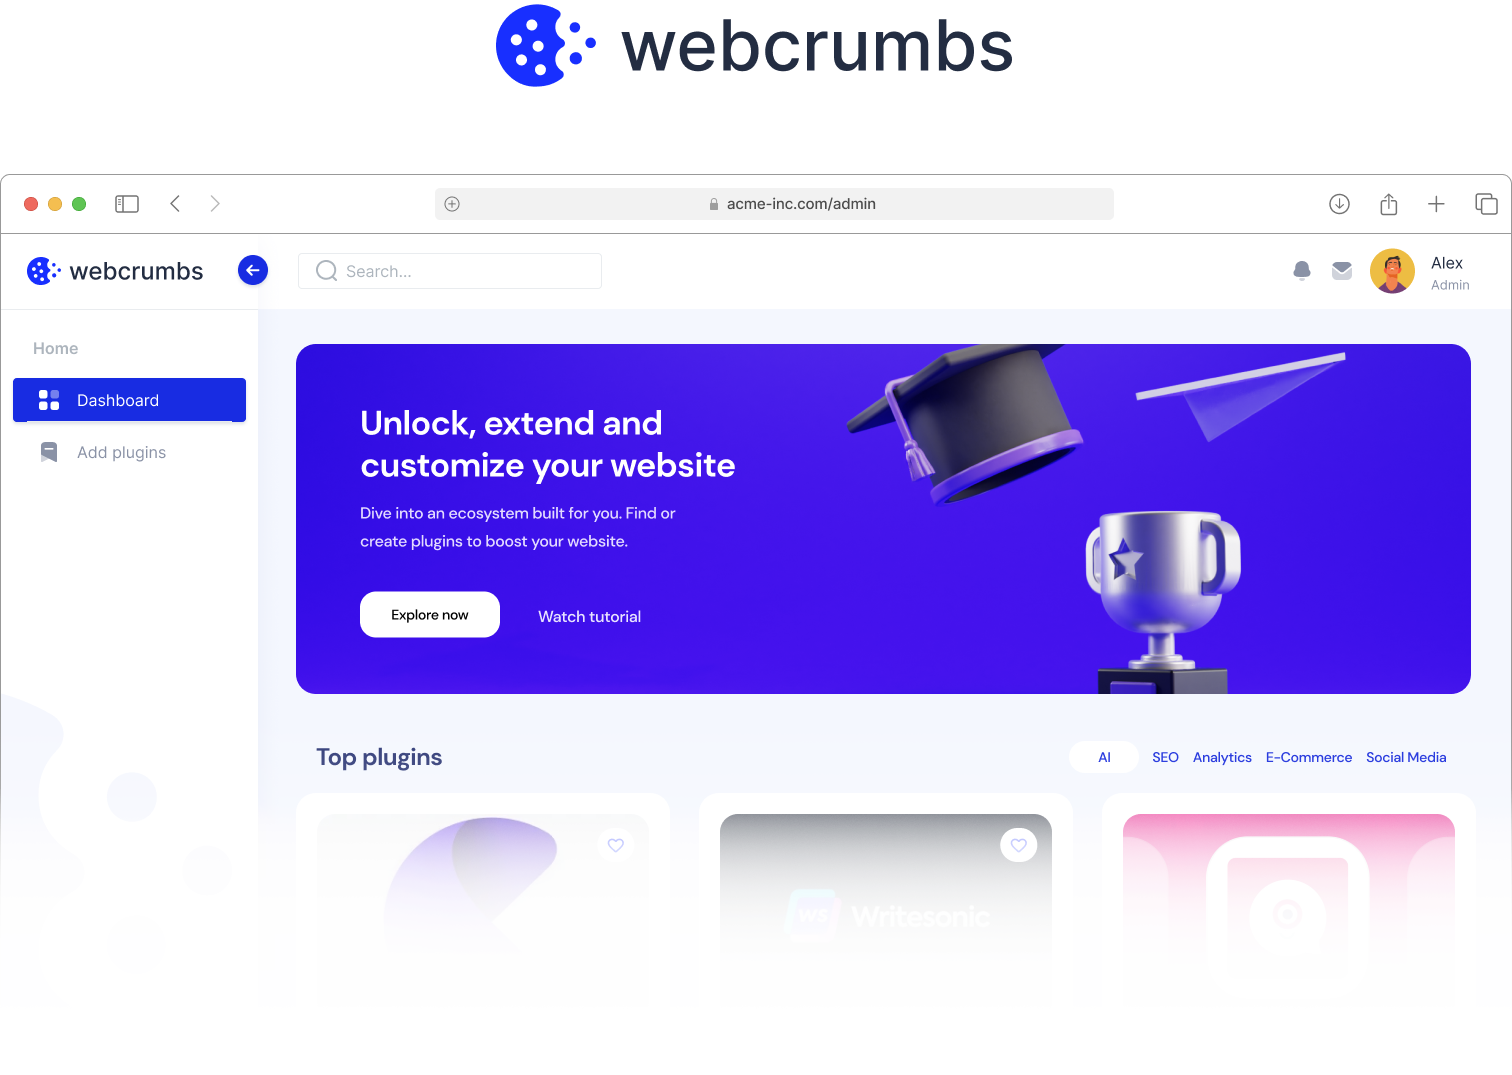 webcrumbs
acme-inc.com/admin
webcrumbs
Search...
Alex
Admin
Home
Dashboard
Add plugins
Unlock, extend and
customize your website
Dive into an ecosystem built for you. Find or
create plugins to boost your website.
Explore now
Watch tutorial
Top plugins
AI
SEO
Analytics
E-Commerce
Social Media
WS
Writesonic